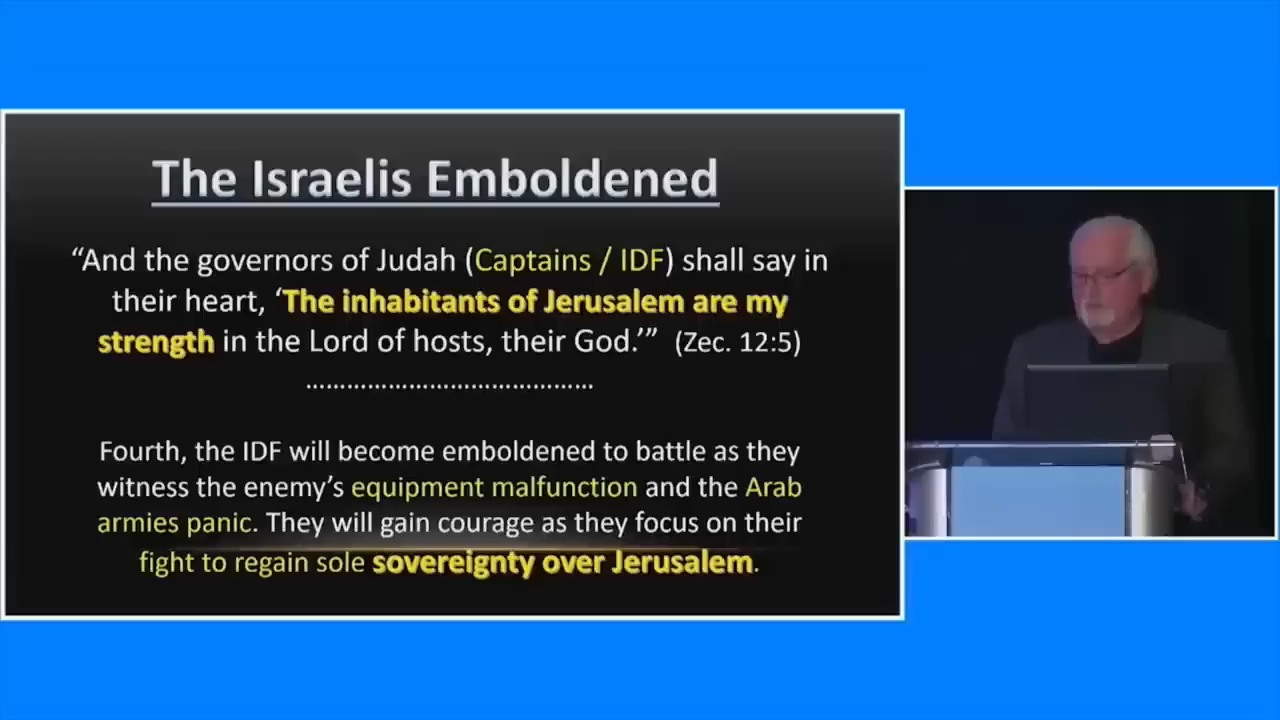 The Israelis Emboldened
“And the governors of Judah (Captains / IDF) shall say in
their heart, ‘The inhabitants of Jerusalem are my
strength in the Lord of hosts, their God.’” (Zec. 12:5)
..........................................
Fourth, the IDF will become emboldened to battle as they
witness the enemy’s equipment malfunction and the Arab
armies panic. They will gain courage as they focus on their
fight to regain sole sovereignty over Jerusalem.